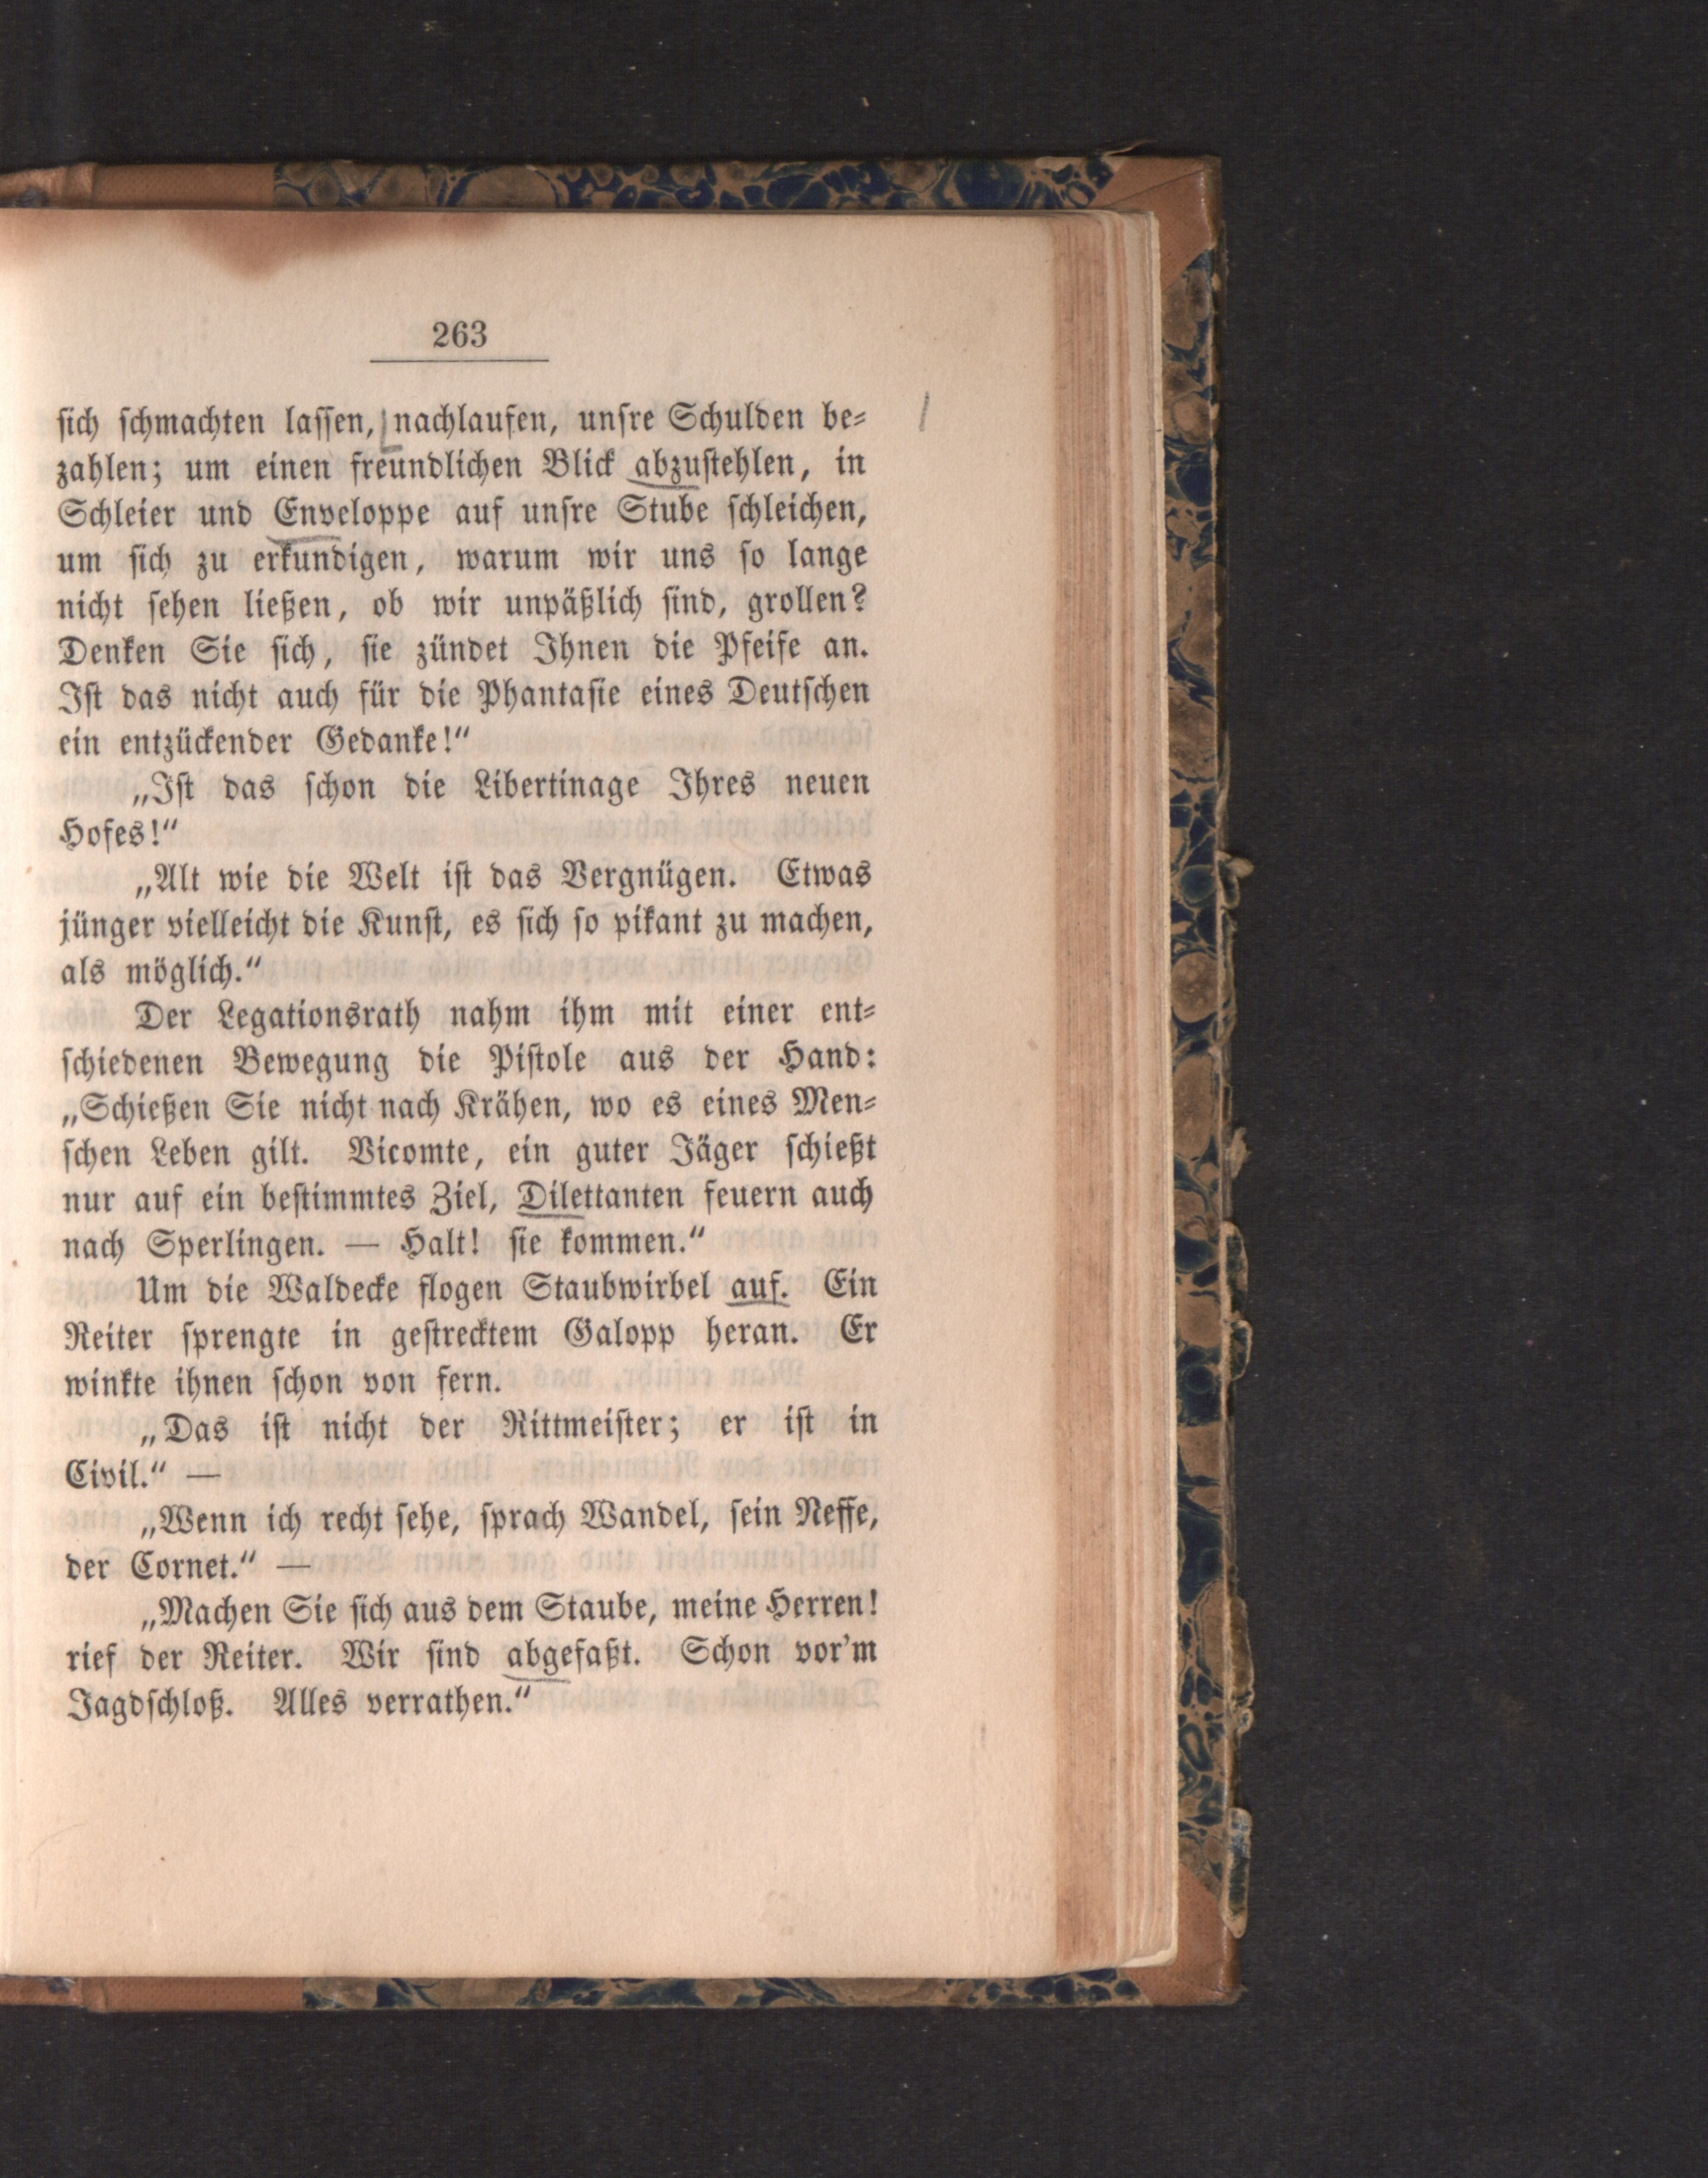 263
sich schmachten lassen, nachlaufen, unsre Schulden be-
zahlen; um einen freundlichen Blick abzustehlen, in
Schleier und Enveloppe auf unsre Stube schleichen,
um sich zu erkundigen, warum wir uns so lange
nicht sehen ließen, ob wir unpäßlich sind, grollen?
Denken Sie sich, sie zündet Ihnen die Pfeife an.
Ist das nicht auch für die Phantasie eines Deutschen
ein entzückender Gedanke!“
„Ist das schon die Libertinage Ihres neuen
Hofes!“
„Alt wie die Welt ist das Vergnügen. Etwas
jünger vielleicht die Kunst, es sich so pikant zu machen,
als möglich.“
Der Legationsrath nahm ihm mit einer ent-
schiedenen Bewegung die Pistole aus der Hand:
„Schießen Sie nicht nach Krähen, wo es eines Men-
schen Leben gilt. Vicomte, ein guter Jäger schießt
nur auf ein bestimmtes Ziel, Dilettanten feuern auch
nach Sperlingen. — Halt! sie kommen.“
Um die Waldecke flogen Staubwirbel auf. Ein
Reiter sprengte in gestrecktem Galopp heran. Er
winkte ihnen schon von fern.
„Das ist nicht der Rittmeister; er ist in
Civil.“ —
„Wenn ich recht sehe, sprach Wandel, sein Neffe,
der Cornet.“ —
„Machen Sie sich aus dem Staube, meine Herren!
rief der Reiter. Wir sind abgefaßt. Schon vor'm
Jagdschloß. Alles verrathen.“